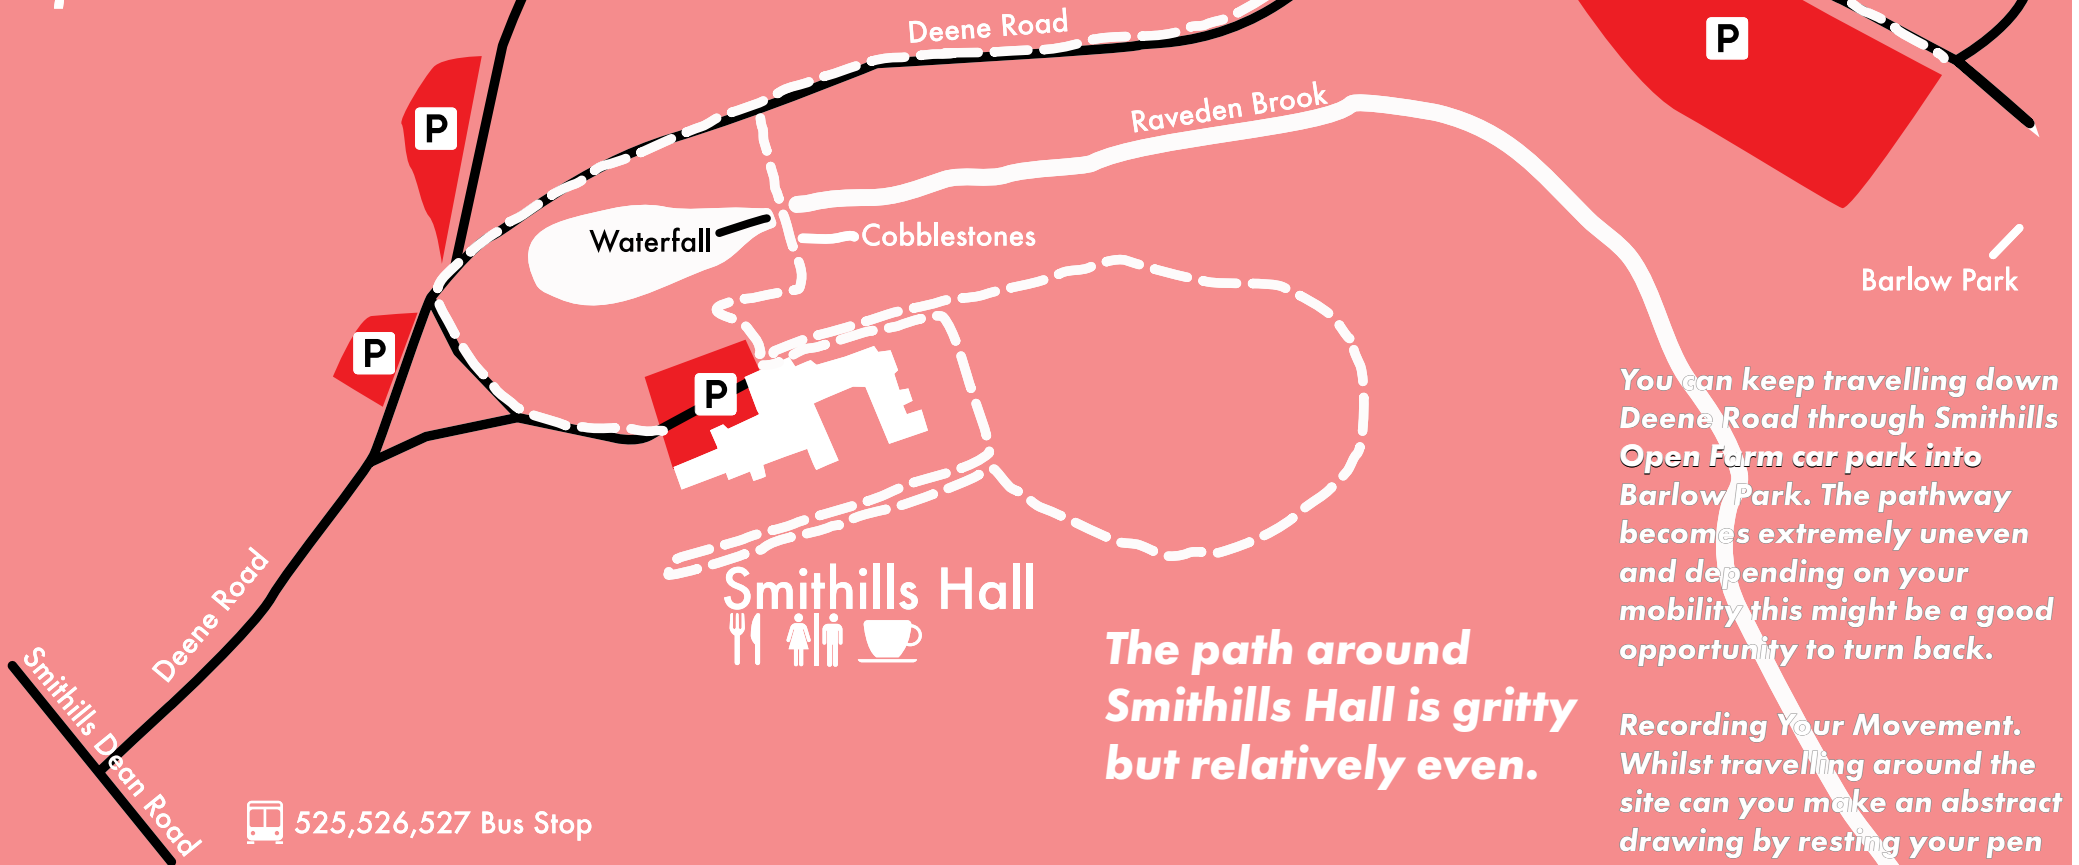 Deene Road
P
Raveden Brook
P
Waterfall
Cobblestones
Barlow Park
P
P
Smithills Hall
Deene Road
Smithills Dean Road
525,526,527 Bus Stop
The path around
Smithills Hall is gritty
but relatively even.
You can keep travelling down
Deene Road through Smithills
Open Farm car park into
Barlow Park. The pathway
becomes extremely uneven
and depending on your
mobility this might be a good
opportunity to turn back.
Recording Your Movement.
Whilst travelling around the
site can you make an abstract
drawing by resting your pen